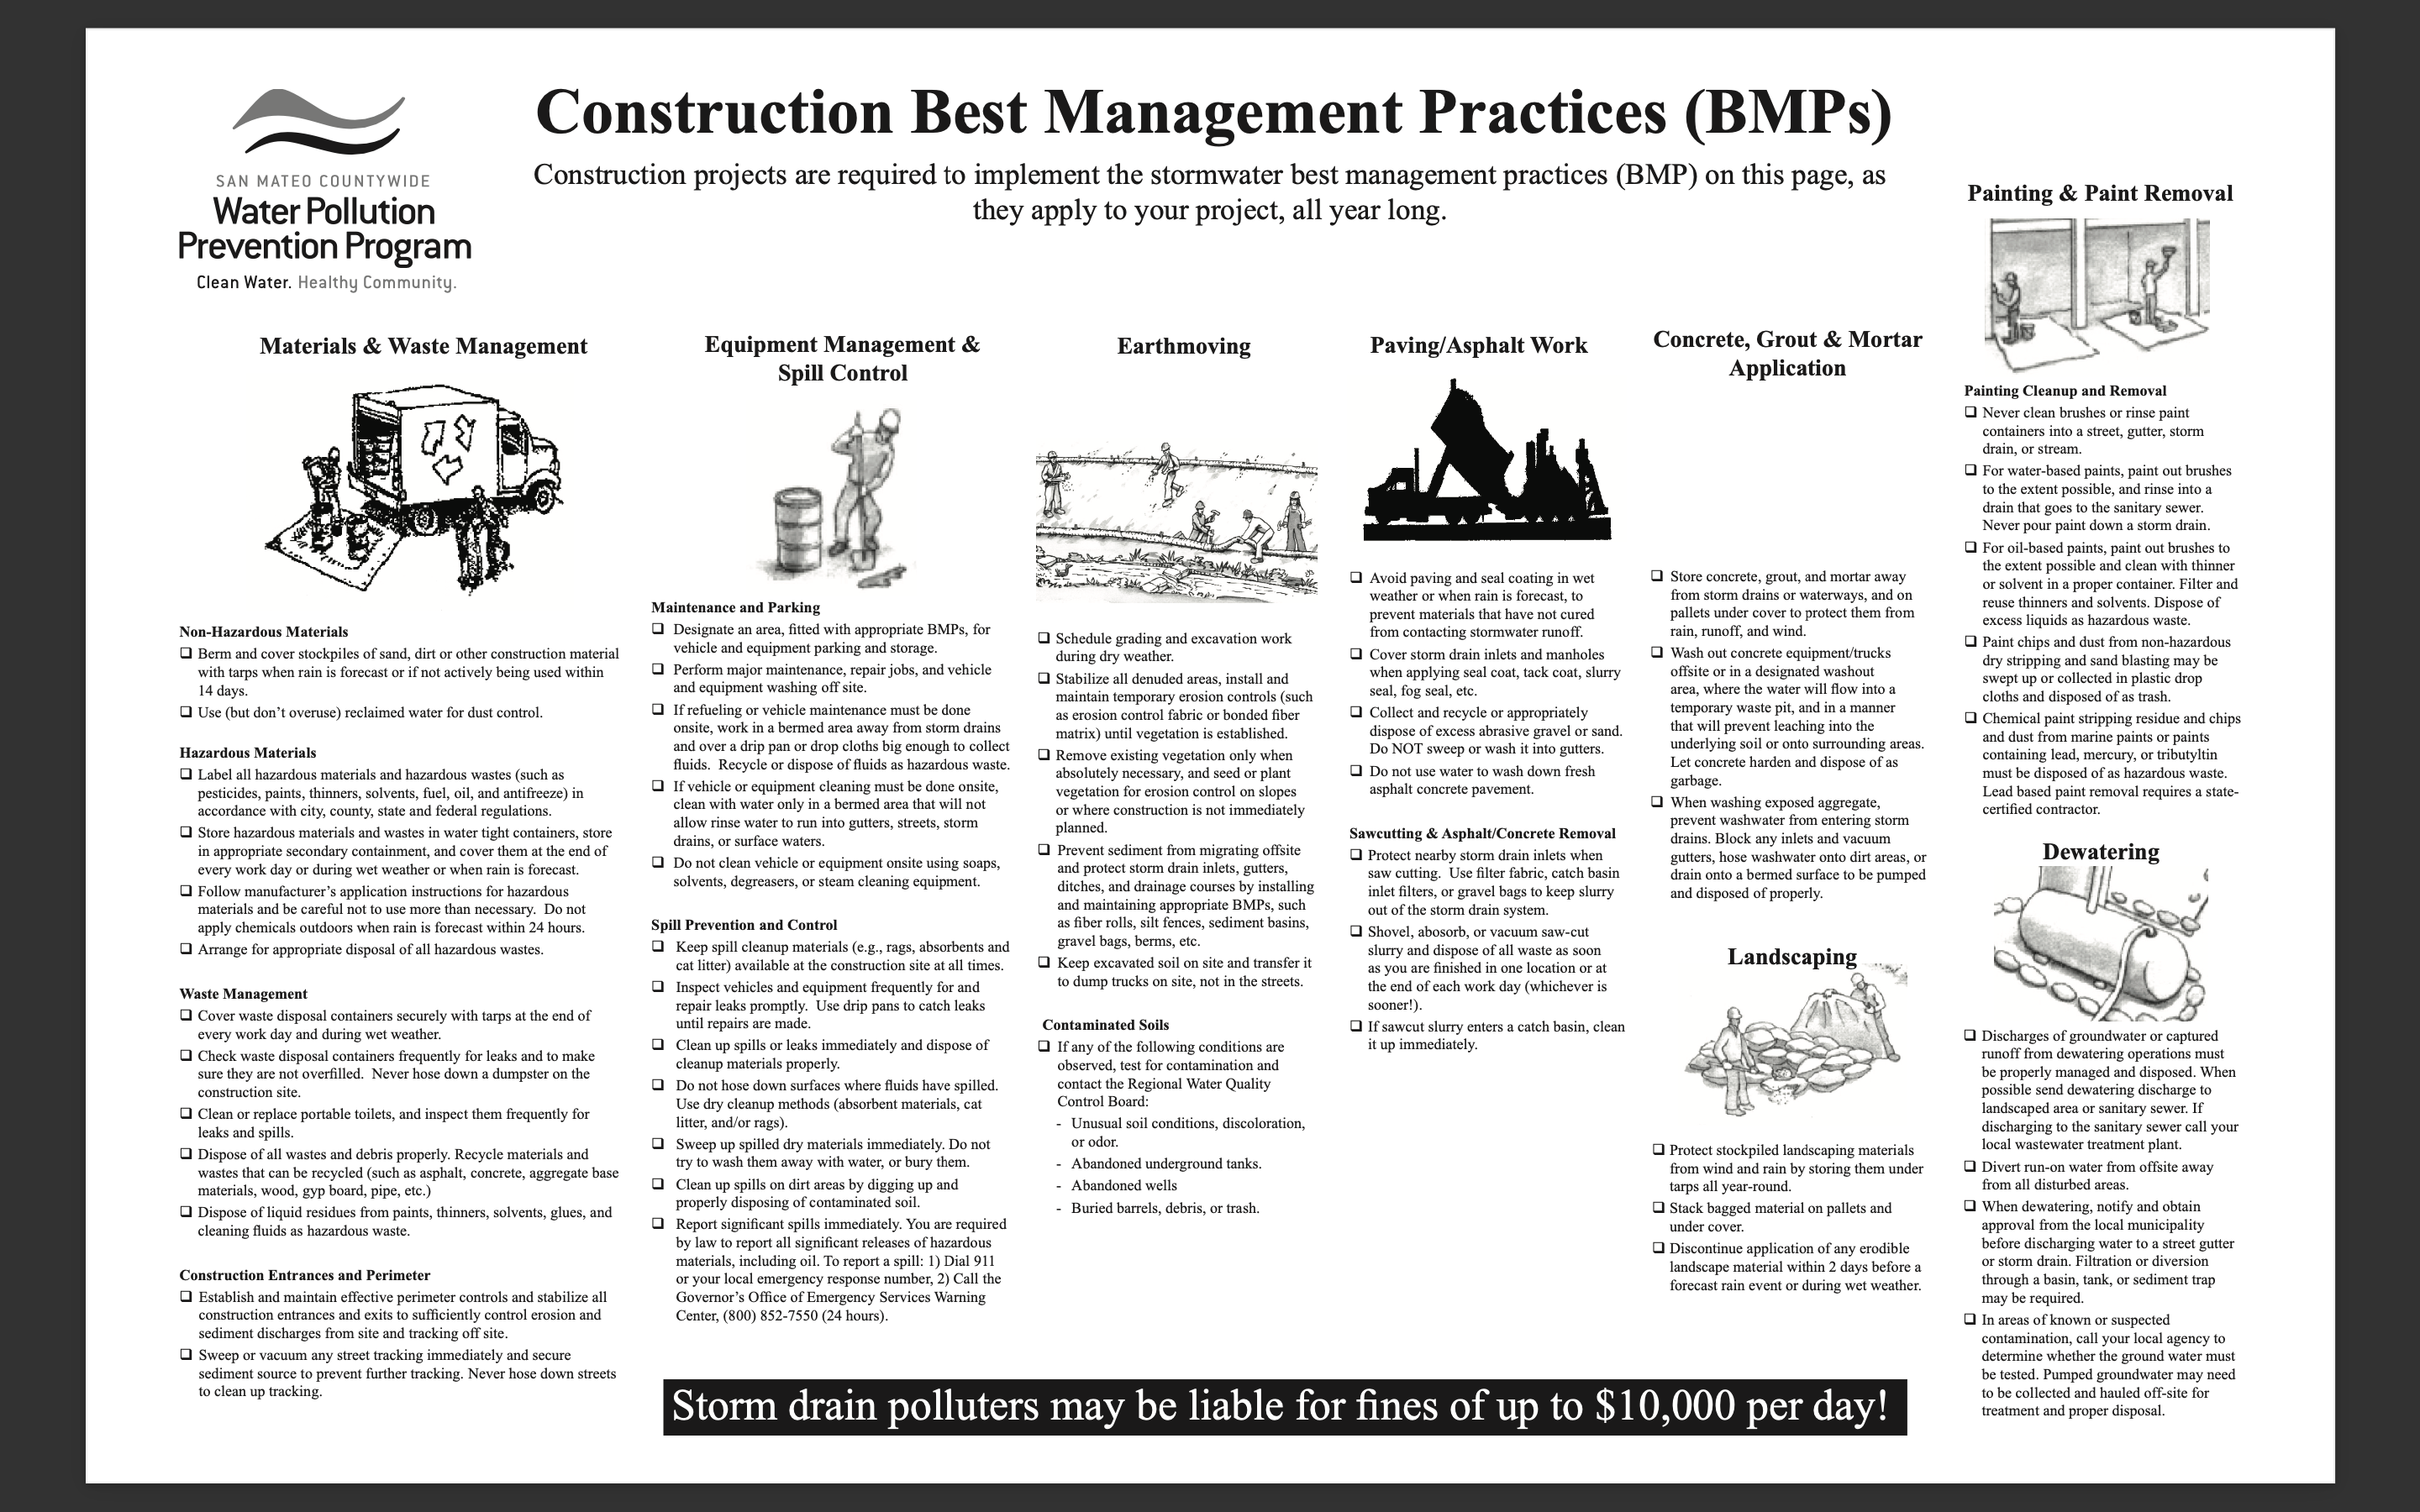 SAN MATEO COUNTYWIDE
Water Pollution
Prevention Program
Clean Water. Healthy Community.
Construction Best Management Practices (BMPs)
Construction projects are required to implement the stormwater best management practices (BMP) on this page, as
they apply to your project, all year long.
Materials & Waste Management
Non-Hazardous Materials
❑ Berm and cover stockpiles of sand, dirt or other construction material
with tarps when rain is forecast or if not actively being used within
14 days.
❑ Use (but don’t overuse) reclaimed water for dust control.
Hazardous Materials
❑ Label all hazardous materials and hazardous wastes (such as
pesticides, paints, thinners, solvents, fuel, oil, and antifreeze) in
accordance with city, county, state and federal regulations.
❑ Store hazardous materials and wastes in water tight containers, store
in appropriate secondary containment, and cover them at the end of
every work day or during wet weather or when rain is forecast.
❑ Follow manufacturer’s application instructions for hazardous
materials and be careful not to use more than necessary.  Do not
apply chemicals outdoors when rain is forecast within 24 hours.
❑ Arrange for appropriate disposal of all hazardous wastes.
Waste Management
❑ Cover waste disposal containers securely with tarps at the end of
every work day and during wet weather.
❑ Check waste disposal containers frequently for leaks and to make
sure they are not overfilled.  Never hose down a dumpster on the
construction site.
❑ Clean or replace portable toilets, and inspect them frequently for
leaks and spills.
❑ Dispose of all wastes and debris properly. Recycle materials and
wastes that can be recycled (such as asphalt, concrete, aggregate base
materials, wood, gyp board, pipe, etc.)
❑ Dispose of liquid residues from paints, thinners, solvents, glues, and
cleaning fluids as hazardous waste.
Construction Entrances and Perimeter
❑ Establish and maintain effective perimeter controls and stabilize all
construction entrances and exits to sufficiently control erosion and
sediment discharges from site and tracking off site.
❑ Sweep or vacuum any street tracking immediately and secure
sediment source to prevent further tracking. Never hose down streets
to clean up tracking.
Equipment Management &
Spill Control
Maintenance and Parking
❑ Designate an area, fitted with appropriate BMPs, for
vehicle and equipment parking and storage.
❑ Perform major maintenance, repair jobs, and vehicle
and equipment washing off site.
❑ If refueling or vehicle maintenance must be done
onsite, work in a bermed area away from storm drains
and over a drip pan or drop cloths big enough to collect
fluids.  Recycle or dispose of fluids as hazardous waste.
❑ If vehicle or equipment cleaning must be done onsite,
clean with water only in a bermed area that will not
allow rinse water to run into gutters, streets, storm
drains, or surface waters.
❑ Do not clean vehicle or equipment onsite using soaps,
solvents, degreasers, or steam cleaning equipment.
Spill Prevention and Control
❑ Keep spill cleanup materials (e.g., rags, absorbents and
cat litter) available at the construction site at all times.
❑ Inspect vehicles and equipment frequently for and
repair leaks promptly.  Use drip pans to catch leaks
until repairs are made.
❑ Clean up spills or leaks immediately and dispose of
cleanup materials properly.
❑ Do not hose down surfaces where fluids have spilled.
Use dry cleanup methods (absorbent materials, cat
litter, and/or rags).
❑ Sweep up spilled dry materials immediately. Do not
try to wash them away with water, or bury them.
❑ Clean up spills on dirt areas by digging up and
properly disposing of contaminated soil.
❑ Report significant spills immediately. You are required
by law to report all significant releases of hazardous
materials, including oil. To report a spill: 1) Dial 911
or your local emergency response number, 2) Call the
Governor’s Office of Emergency Services Warning
Center, (800) 852-7550 (24 hours).
Earthmoving
❑ Schedule grading and excavation work
during dry weather.
❑ Stabilize all denuded areas, install and
maintain temporary erosion controls (such
as erosion control fabric or bonded fiber
matrix) until vegetation is established.
❑ Remove existing vegetation only when
absolutely necessary, and seed or plant
vegetation for erosion control on slopes
or where construction is not immediately
planned.
❑ Prevent sediment from migrating offsite
and protect storm drain inlets, gutters,
ditches, and drainage courses by installing
and maintaining appropriate BMPs, such
as fiber rolls, silt fences, sediment basins,
gravel bags, berms, etc.
❑ Keep excavated soil on site and transfer it
to dump trucks on site, not in the streets.
Contaminated Soils
❑ If any of the following conditions are
observed, test for contamination and
contact the Regional Water Quality
Control Board:
- Unusual soil conditions, discoloration,
or odor.
- Abandoned underground tanks.
- Abandoned wells
- Buried barrels, debris, or trash.
Paving/Asphalt Work
❑ Avoid paving and seal coating in wet
weather or when rain is forecast, to
prevent materials that have not cured
from contacting stormwater runoff.
❑ Cover storm drain inlets and manholes
when applying seal coat, tack coat, slurry
seal, fog seal, etc.
❑ Collect and recycle or appropriately
dispose of excess abrasive gravel or sand.
Do NOT sweep or wash it into gutters.
❑ Do not use water to wash down fresh
asphalt concrete pavement.
Sawcutting & Asphalt/Concrete Removal
❑ Protect nearby storm drain inlets when
saw cutting.  Use filter fabric, catch basin
inlet filters, or gravel bags to keep slurry
out of the storm drain system.
❑ Shovel, abosorb, or vacuum saw-cut
slurry and dispose of all waste as soon
as you are finished in one location or at
the end of each work day (whichever is
sooner!).
❑ If sawcut slurry enters a catch basin, clean
it up immediately.
Concrete, Grout & Mortar
Application
❑ Store concrete, grout, and mortar away
from storm drains or waterways, and on
pallets under cover to protect them from
rain, runoff, and wind.
❑ Wash out concrete equipment/trucks
offsite or in a designated washout
area, where the water will flow into a
temporary waste pit, and in a manner
that will prevent leaching into the
underlying soil or onto surrounding areas.
Let concrete harden and dispose of as
garbage.
❑ When washing exposed aggregate,
prevent washwater from entering storm
drains. Block any inlets and vacuum
gutters, hose washwater onto dirt areas, or
drain onto a bermed surface to be pumped
and disposed of properly.
Landscaping
❑ Protect stockpiled landscaping materials
from wind and rain by storing them under
tarps all year-round.
❑ Stack bagged material on pallets and
under cover.
❑ Discontinue application of any erodible
landscape material within 2 days before a
forecast rain event or during wet weather.
Painting & Paint Removal
Painting Cleanup and Removal
❑ Never clean brushes or rinse paint
containers into a street, gutter, storm
drain, or stream.
❑ For water-based paints, paint out brushes
to the extent possible, and rinse into a
drain that goes to the sanitary sewer.
Never pour paint down a storm drain.
❑ For oil-based paints, paint out brushes to
the extent possible and clean with thinner
or solvent in a proper container. Filter and
reuse thinners and solvents. Dispose of
excess liquids as hazardous waste.
❑ Paint chips and dust from non-hazardous
dry stripping and sand blasting may be
swept up or collected in plastic drop
cloths and disposed of as trash.
❑ Chemical paint stripping residue and chips
and dust from marine paints or paints
containing lead, mercury, or tributyltin
must be disposed of as hazardous waste.
Lead based paint removal requires a state-
certified contractor.
Dewatering
❑ Discharges of groundwater or captured
runoff from dewatering operations must
be properly managed and disposed. When
possible send dewatering discharge to
landscaped area or sanitary sewer. If
discharging to the sanitary sewer call your
local wastewater treatment plant.
❑ Divert run-on water from offsite away
from all disturbed areas.
❑ When dewatering, notify and obtain
approval from the local municipality
before discharging water to a street gutter
or storm drain. Filtration or diversion
through a basin, tank, or sediment trap
may be required.
❑ In areas of known or suspected
contamination, call your local agency to
determine whether the ground water must
be tested. Pumped groundwater may need
to be collected and hauled off-site for
treatment and proper disposal.
Storm drain polluters may be liable for fines of up to $10,000 per day!